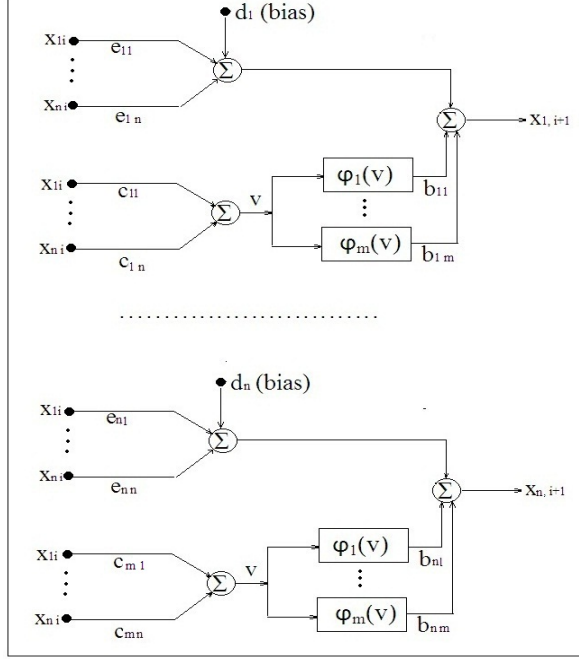 d1 (bias)
x1i
e11
Σ
xni
e1n
Σ
x1, i+1
x1i
c11
v
φ1(v)
b11
Σ
xni
c1n
φm(v)
b1m
dn (bias)
x1i
en1
Σ
xni
enn
Σ
xn, i+1
x1i
cm1
v
φ1(v)
bn1
Σ
xni
cmn
φm(v)
bnm